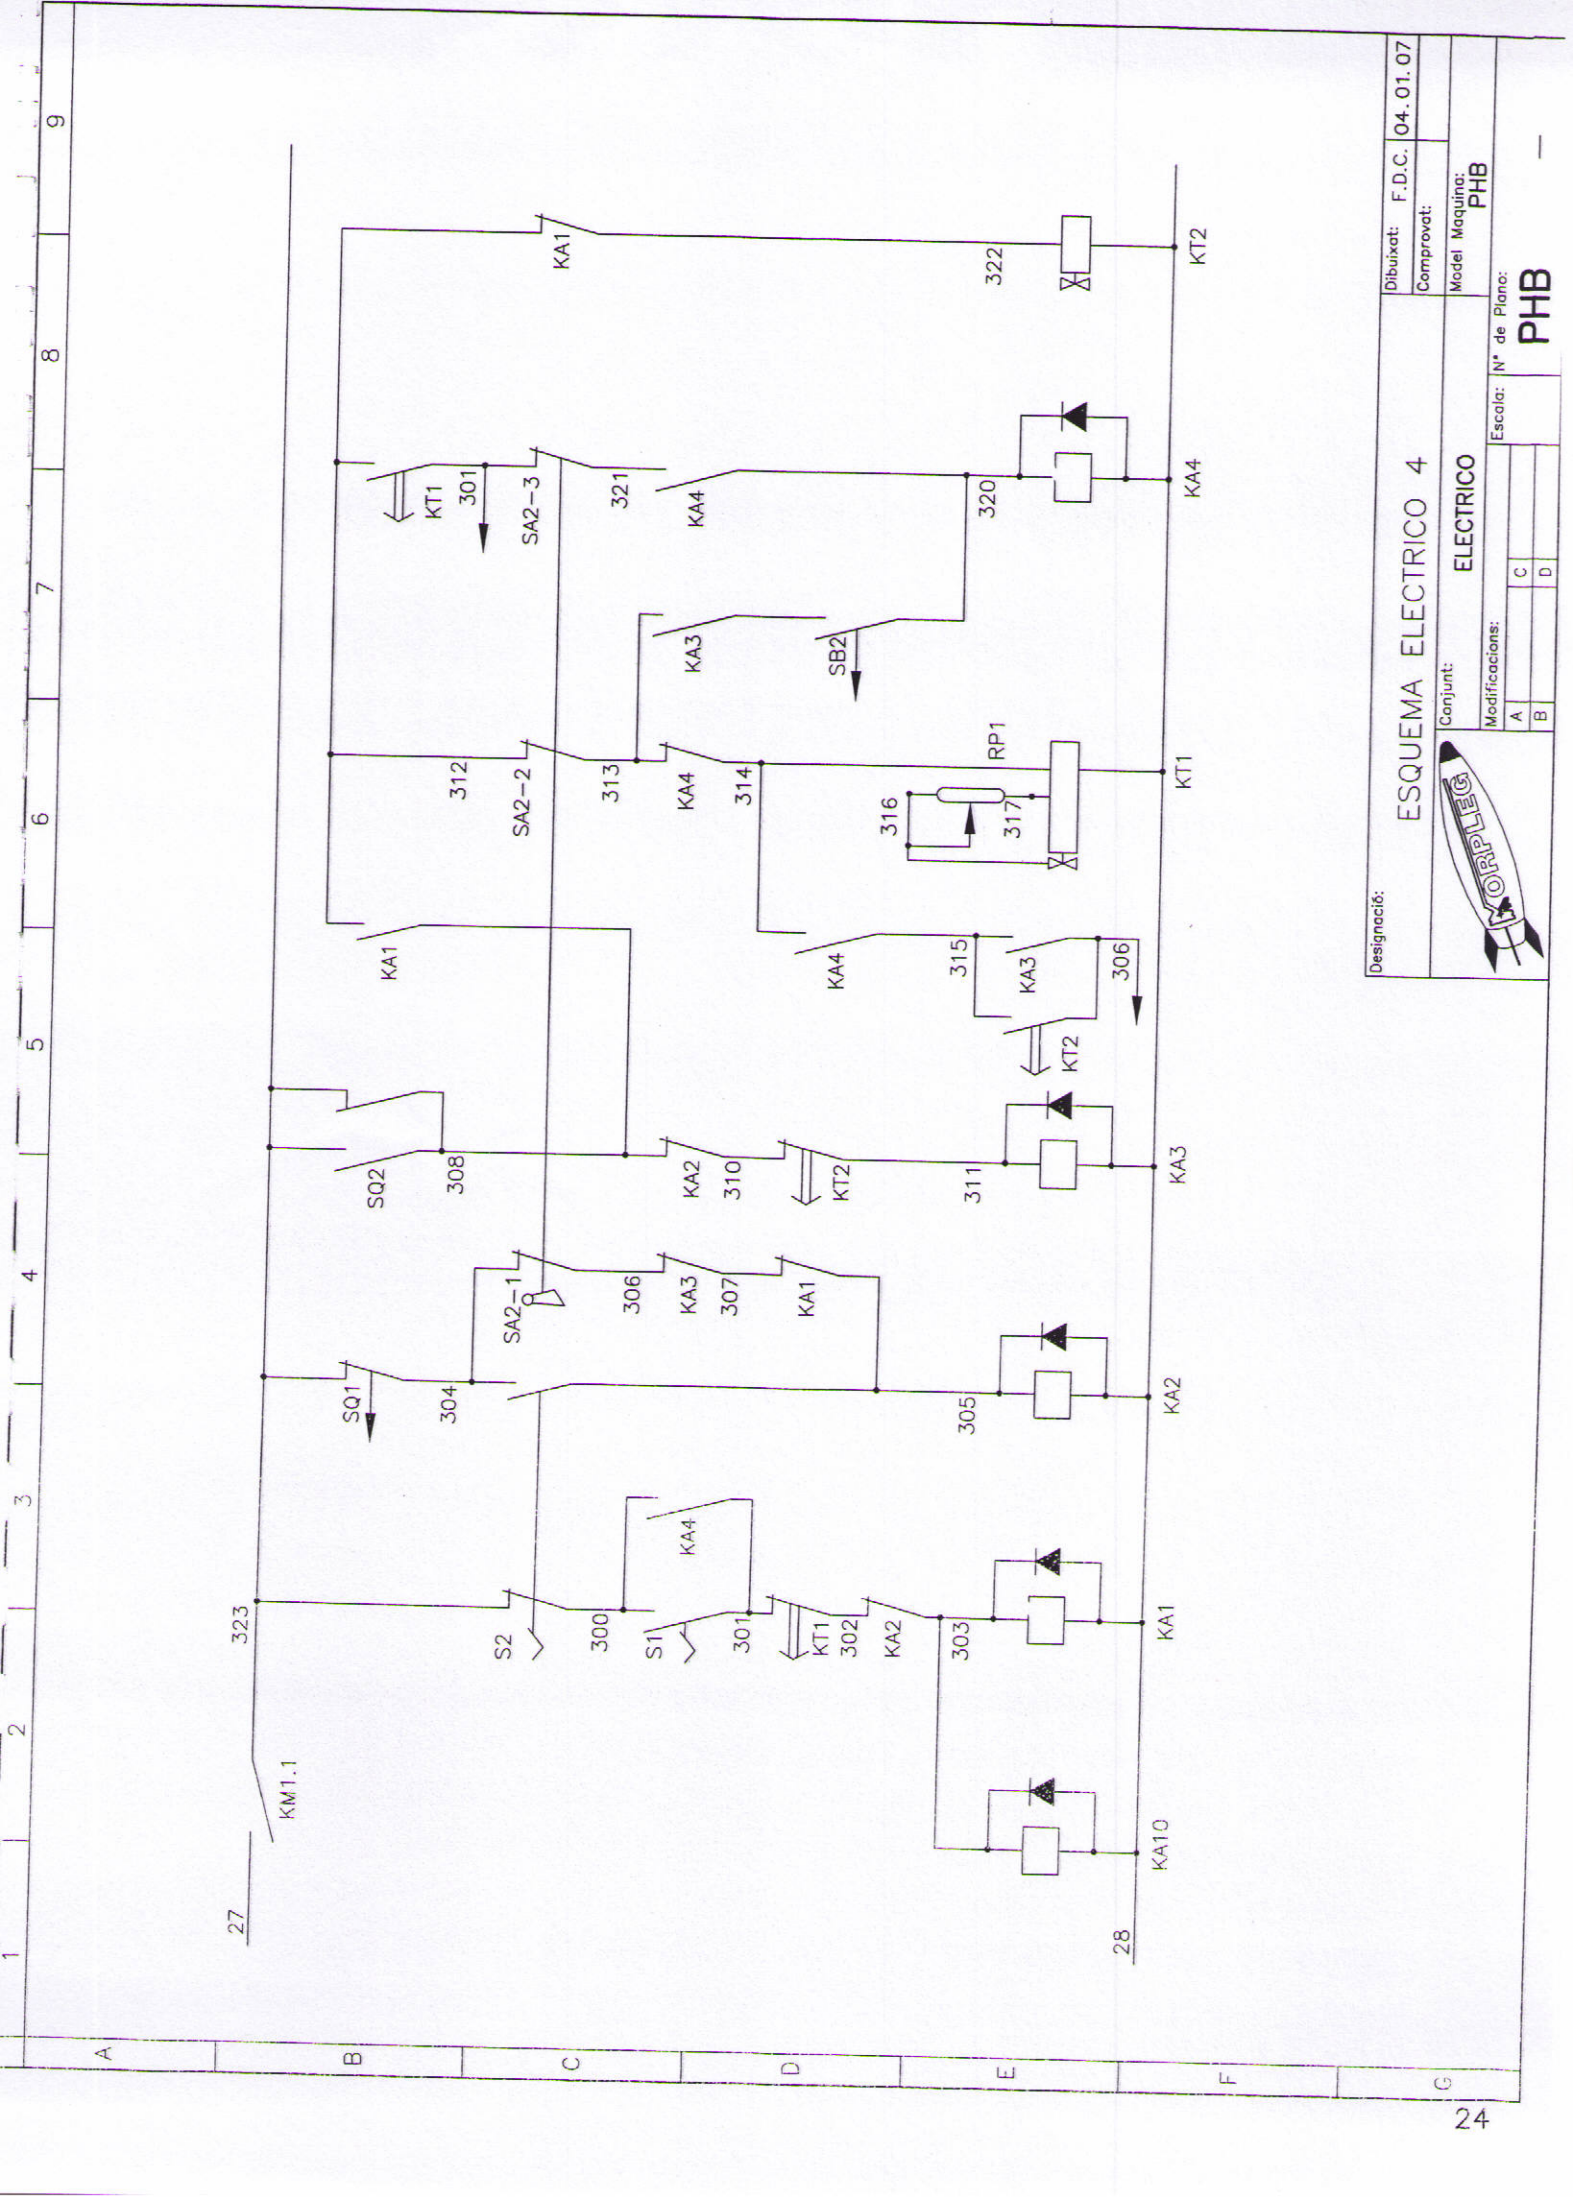 1
2
3
4
5
6
7
8
9
A
B
C
D
E
F
G
27
KM1.1
323
S2
300
S1
KA4
301
KT1
302
KA2
303
KA10
KA1
28
SQ1
304
SA2-1
306
KA3
307
KA1
305
KA2
SQ2
308
KA2
310
KT2
311
KA3
KA1
312
SA2-2
313
KA4
314
KA4
315
KA3
KT2
306
316
317
RP1
KT1
KA3
SB2
KT1
301
SA2-3
321
KA4
320
KA4
KA1
322
KT2
Designació:
ESQUEMA ELECTRICO 4
Dibuixat: F.D.C. 04.01.07
Comprovat:
Conjunt:
ELECTRICO
Model Maquina:
PHB
Modificacions:
A
C
B
D
Escala:
Nº de Plano:
PHB
TORPLEG
24